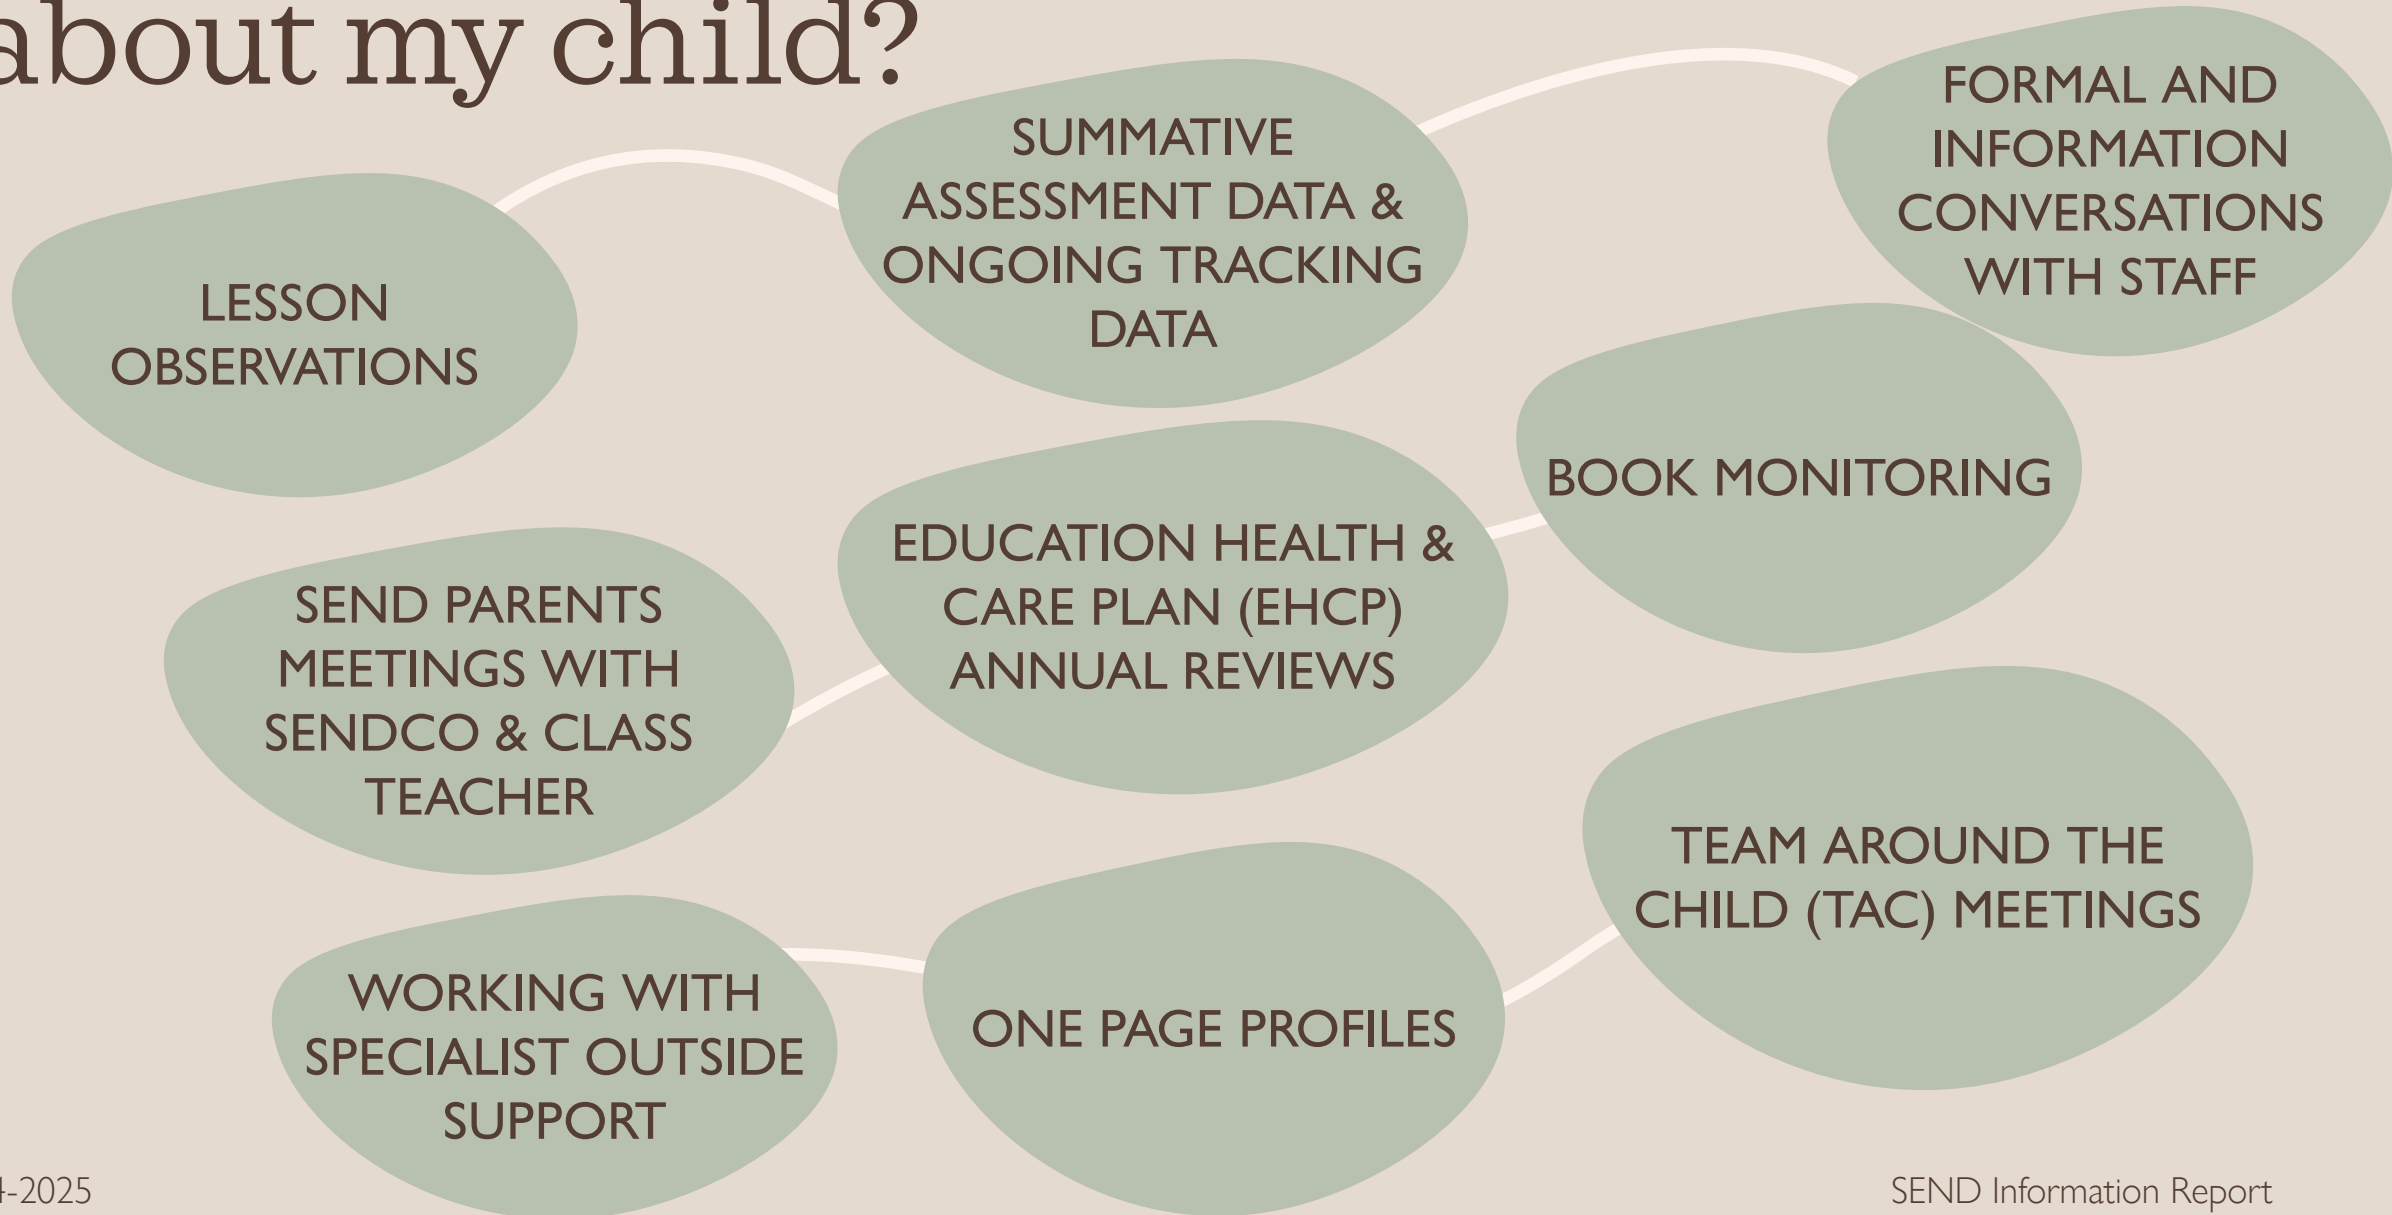 about my child?
LESSON
OBSERVATIONS
SUMMATIVE
ASSESSMENT DATA &
ONGOING TRACKING
DATA
FORMAL AND
INFORMATION
CONVERSATIONS
WITH STAFF
SEND PARENTS
MEETINGS WITH
SENDCO & CLASS
TEACHER
EDUCATION HEALTH &
CARE PLAN (EHCP)
ANNUAL REVIEWS
BOOK MONITORING
WORKING WITH
SPECIALIST OUTSIDE
SUPPORT
ONE PAGE PROFILES
TEAM AROUND THE
CHILD (TAC) MEETINGS
4-2025
SEND Information Report